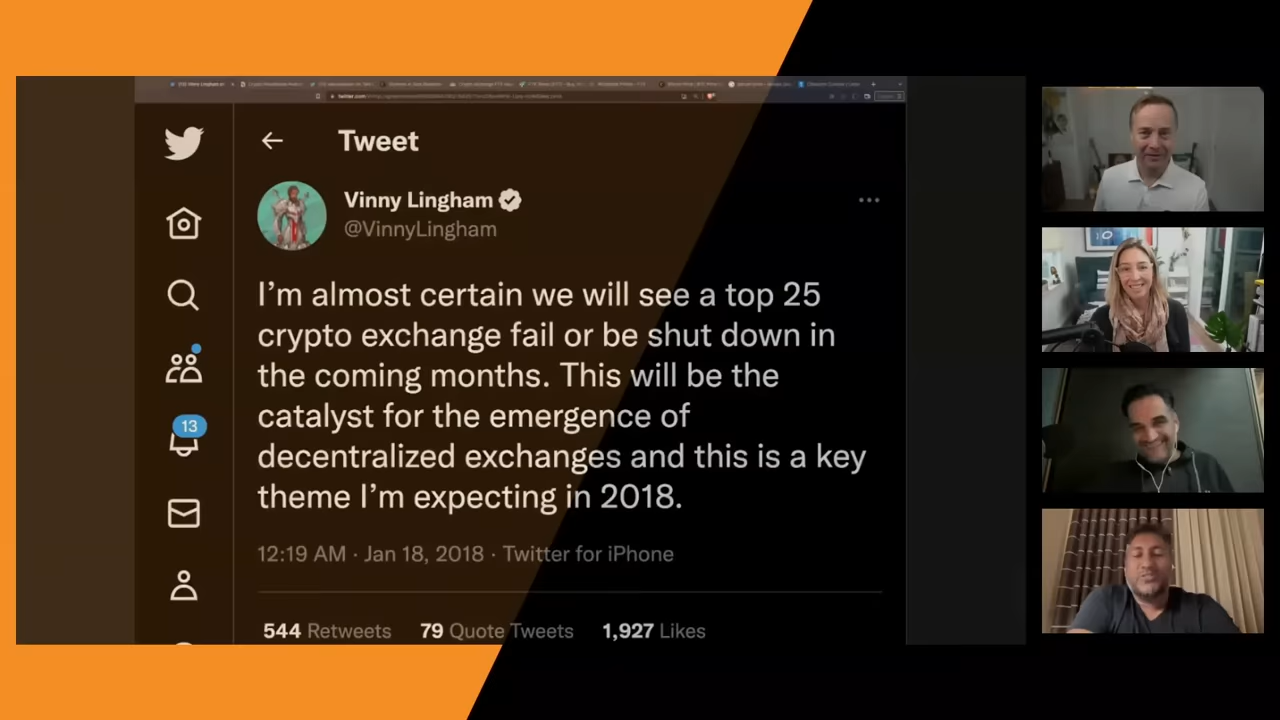 Tweet
Vinny Lingham
@VinnyLingham
I'm almost certain we will see a top 25
crypto exchange fail or be shut down in
the coming months. This will be the
catalyst for the emergence of
decentralized exchanges and this is a key
theme I'm expecting in 2018.
12:19 AM · Jan 18, 2018 · Twitter for iPhone
13
544 Retweets 79 Quote Tweets 1,927 Likes